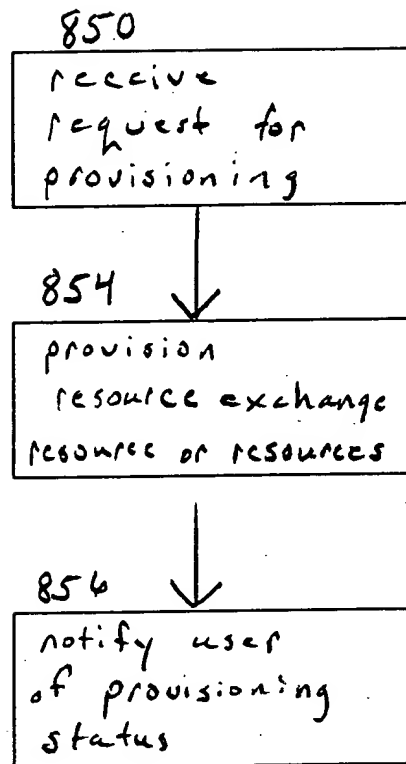 850
receive
request for
provisioning
854
provision
resource exchange
resource or resources
856
notify user
of provisioning
status